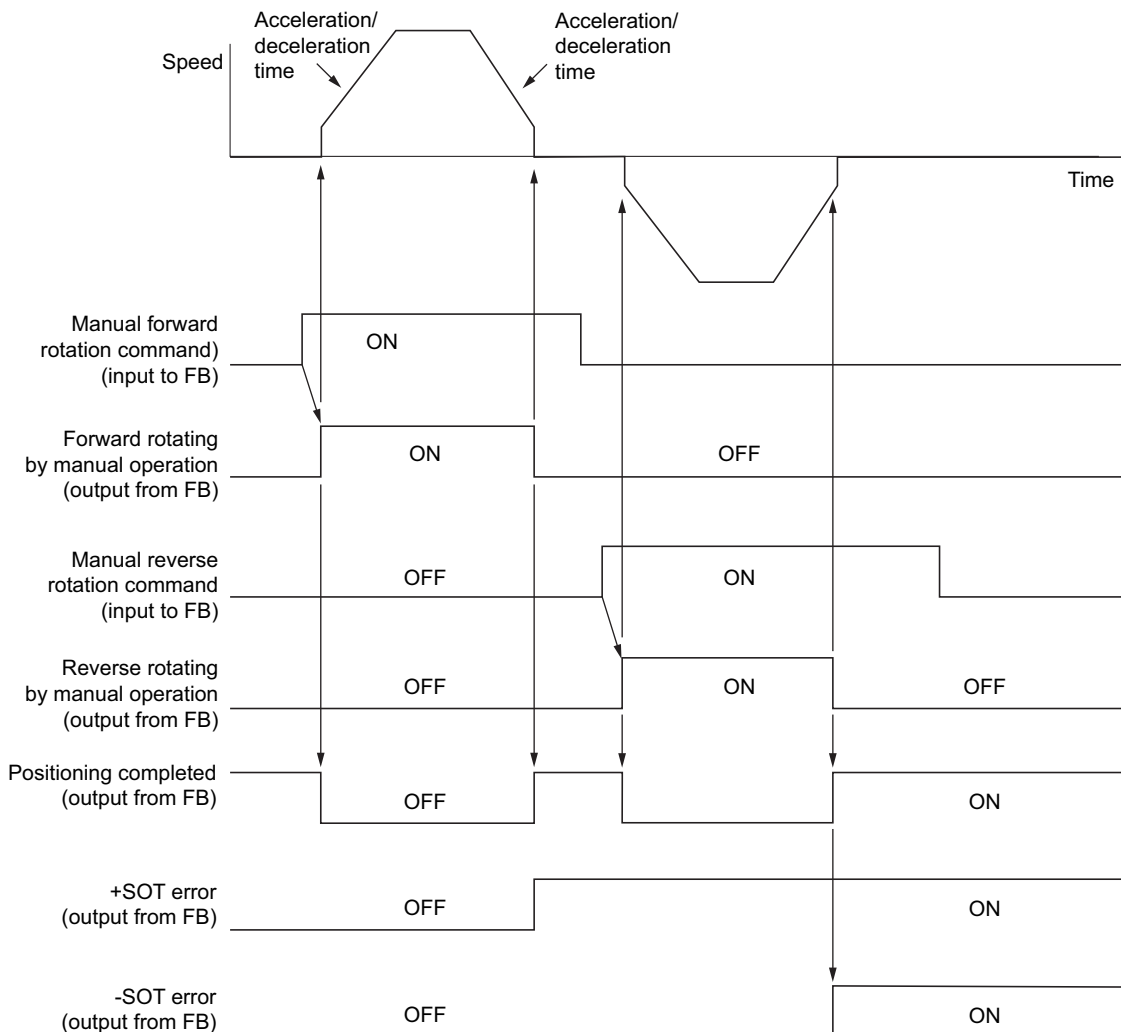 Acceleration/
deceleration
time
Acceleration/
deceleration
time
Speed
Time
Manual forward
rotation command)
(input to FB)
ON
Forward rotating
by manual operation
(output from FB)
ON
OFF
Manual reverse
rotation command
(input to FB)
OFF
ON
Reverse rotating
by manual operation
(output from FB)
OFF
ON
OFF
Positioning completed
(output from FB)
OFF
ON
+SOT error
(output from FB)
OFF
ON
-SOT error
(output from FB)
OFF
ON